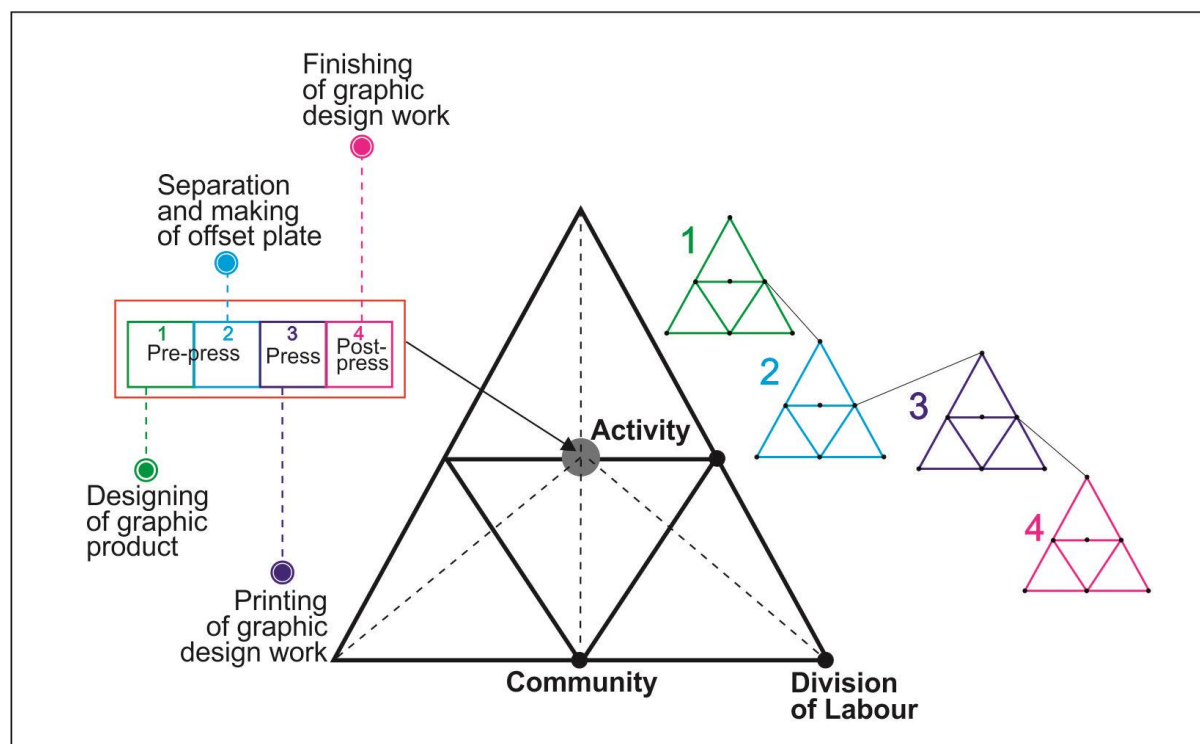 Finishing
of graphic
design work
Separation
and making
of offset plate
1 2 3 4
Pre-press Press Post-
press
Designing
of graphic
product
Printing
of graphic
design work
Activity
Community
Division
of Labour
1
2
3
4